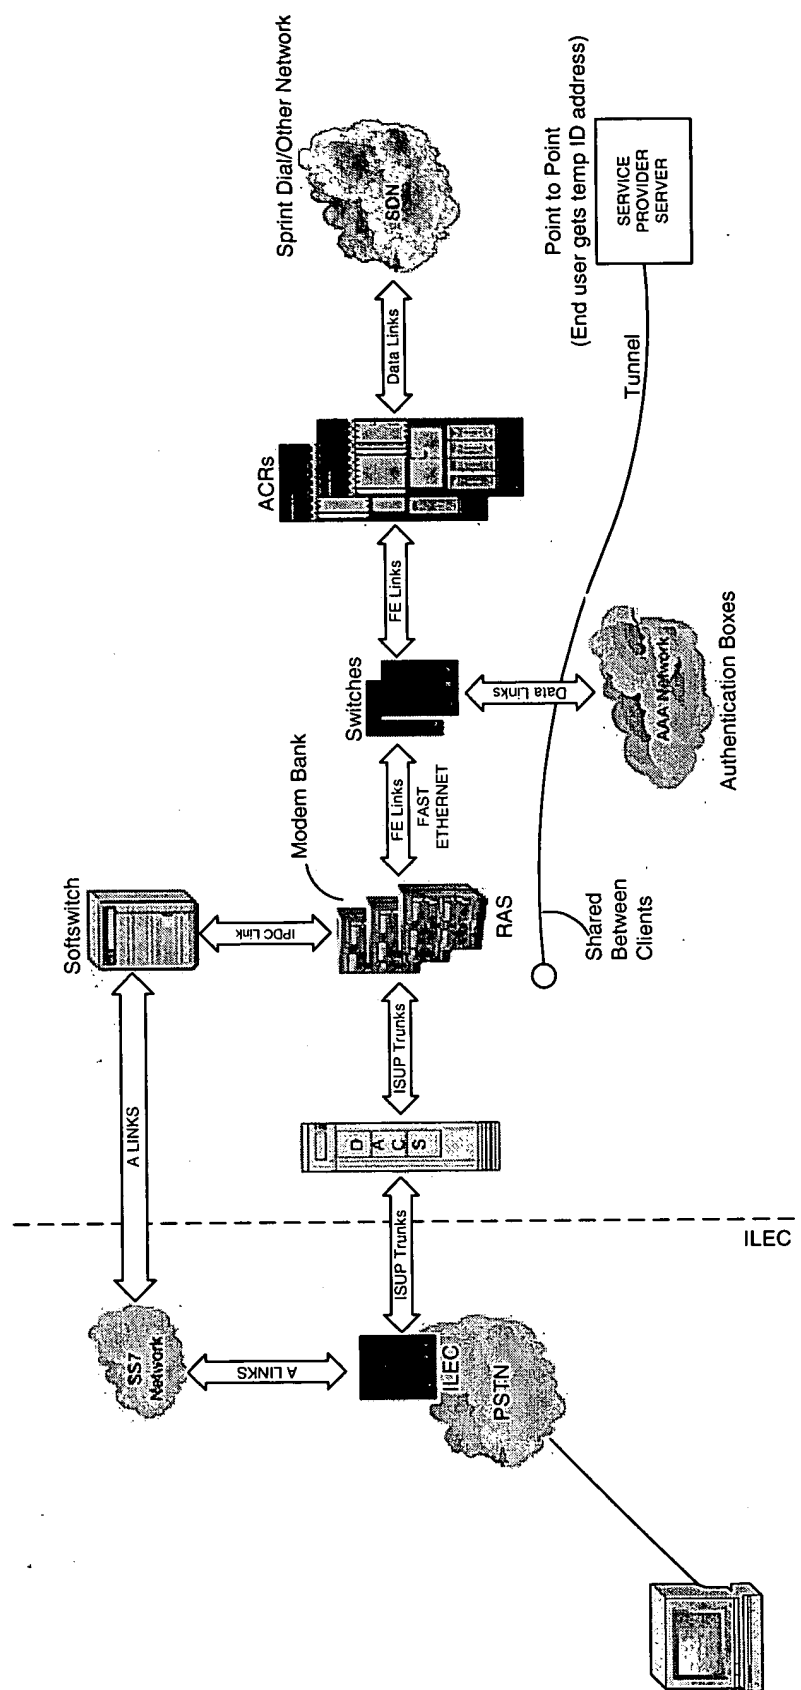 Sprint Dial/Other Network
SDN
Data Links
ACRs
FE Links
Switches
Data Links
AAA Network
Authentication Boxes
FE Links
FAST
ETHERNET
Modem Bank
RAS
Softswitch
IPDC Link
ISUP Trunks
D
A
C
S
A LINKS
ISUP Trunks
ILEC
SS7
Network
A LINKS
ILEC
PSTN
Point to Point
(End user gets temp ID address)
SERVICE
PROVIDER
SERVER
Tunnel
Shared
Between
Clients